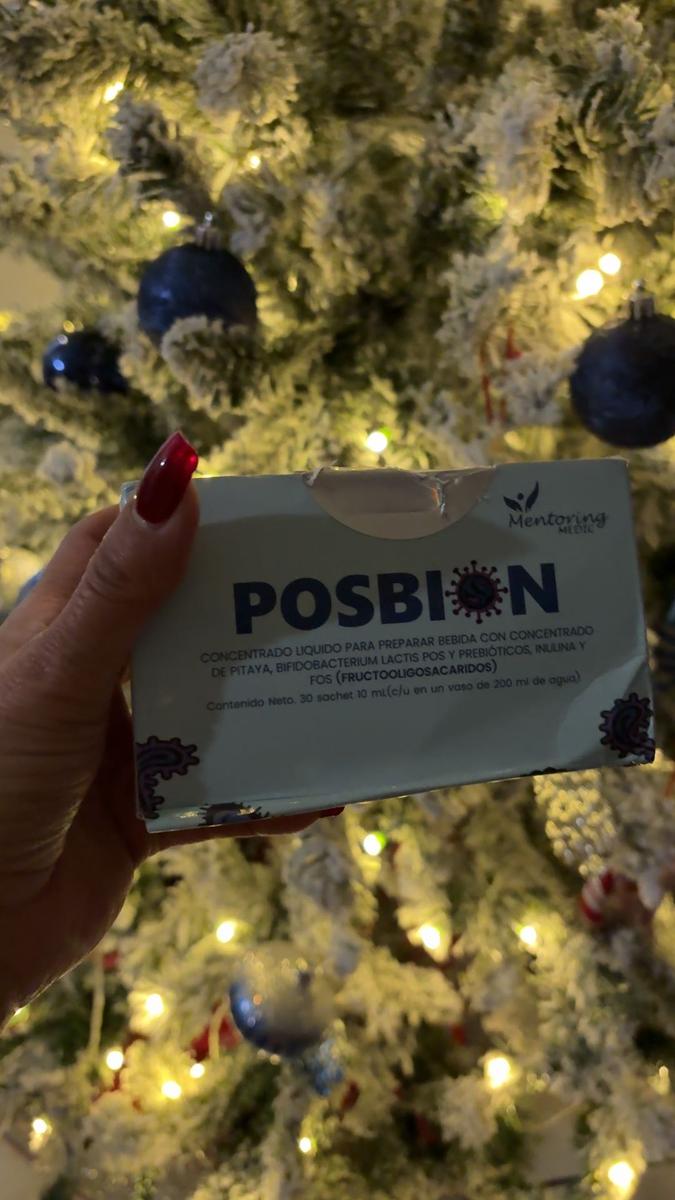 Mentoring
MEDIC
POSBION
CONCENTRADO LIQUIDO PARA PREPARAR BEBIDA CON CONCENTRADO
DE PITAYA, BIFIDOBACTERIUM LACTIS POS Y PREBIÓTICOS, INULINA Y
FOS (FRUCTOOLIGOSACARIDOS)
Contenido Neto. 30 sachet 10 mL(c/u en un vaso de 200 ml de agua)